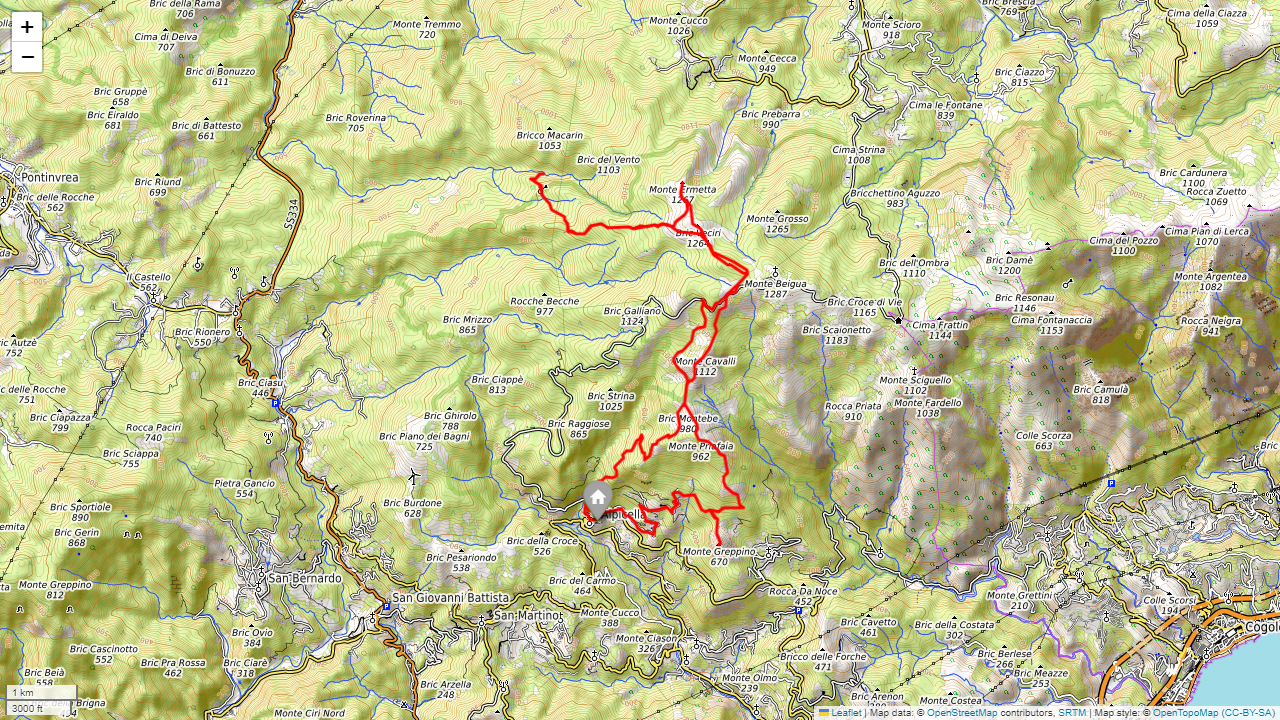 Bric della Rama
706
Bric Brescia
769
Cima di Deiva
707
Monte Tremmo
720
Monte Cucco
1026
Monte Scioro
918
Cima della Ciazza
1059
+
−
Bric di Bonuzzo
611
Monte Cecca
949
Bric Ciazzo
815
Bric Gruppè
658
Bric Eiraldo
681
Bric di Battesto
661
Bric Roverina
705
Bric Prebarra
990
Cima le Fontane
839
Bricco Macarin
1053
Bric del Vento
1103
Cima Strina
1008
Pontinvrea
Bric Riund
699
Bric delle Rocche
562
SS334
Monte Ermetta
1267
Bricchettino Aguzzo
983
Bric Cardunera
1100
Rocca Zuetto
1069
Monte Grosso
1265
Bric Veciri
1264
Cima del Pozzo
1100
Cima Pian di Lerca
1070
Il Castello
562
Bric dell'Ombra
1110
Bric Damè
1200
Monte Argentea
1082
Monte Beigua
1287
Rocche Becche
977
Bric Galliano
1124
Bric Croce di Vie
1165
Bric Resonau
1146
Bric Mrizzo
865
Bric Rionero
550
Bric Scaionetto
1183
Cima Frattin
1144
Cima Fontanaccia
1153
Rocca Neigra
941
Bric Autzè
752
Monte Cavalli
1112
Bric Ciasu
446
Bric Ciappè
813
Monte Sciguello
1102
Bric Camulà
818
Bric delle Rocche
751
Bric Strina
1025
Monte Fardello
1038
Rocca Priata
910
Bric Ciapazza
799
Rocca Paciri
740
Bric Gnirolo
788
Bric Raggiose
865
Bric Montebe
980
Bric Piano dei Bagni
725
Colle Scorza
663
Bric Sciappa
755
Monte Priafaia
962
Pietra Gancio
554
Bric Burdone
628
Bric Sportiole
890
Alpicella
Bric Gerin
868
Bric della Croce
526
Bric Pesariondo
538
Monte Greppino
670
San Bernardo
Monte Greppino
812
Bric del Carmo
464
Rocca Da Noce
452
San Giovanni Battista
Monte Grettini
210
Colle Scorsi
194
San Martino
Monte Cucco
388
Bric Cavetto
461
Bric della Costata
302
Cogole
Bric Ovio
384
Monte Ciason
326
Bric Cascinotto
552
Bric Pra Rossa
462
Bric Ciarè
318
Bricco delle Forche
471
Bric Berlese
266
Bric Beià
558
Bric Meazze
253
Monte Olmo
239
Bric Arzella
248
1 km
3000 ft
Bric Arenon
Monte Costea
Monte Ciri Nord
Leaflet | Map data: © OpenStreetMap contributors, SRTM | Map style: © OpenTopoMap (CC-BY-SA)